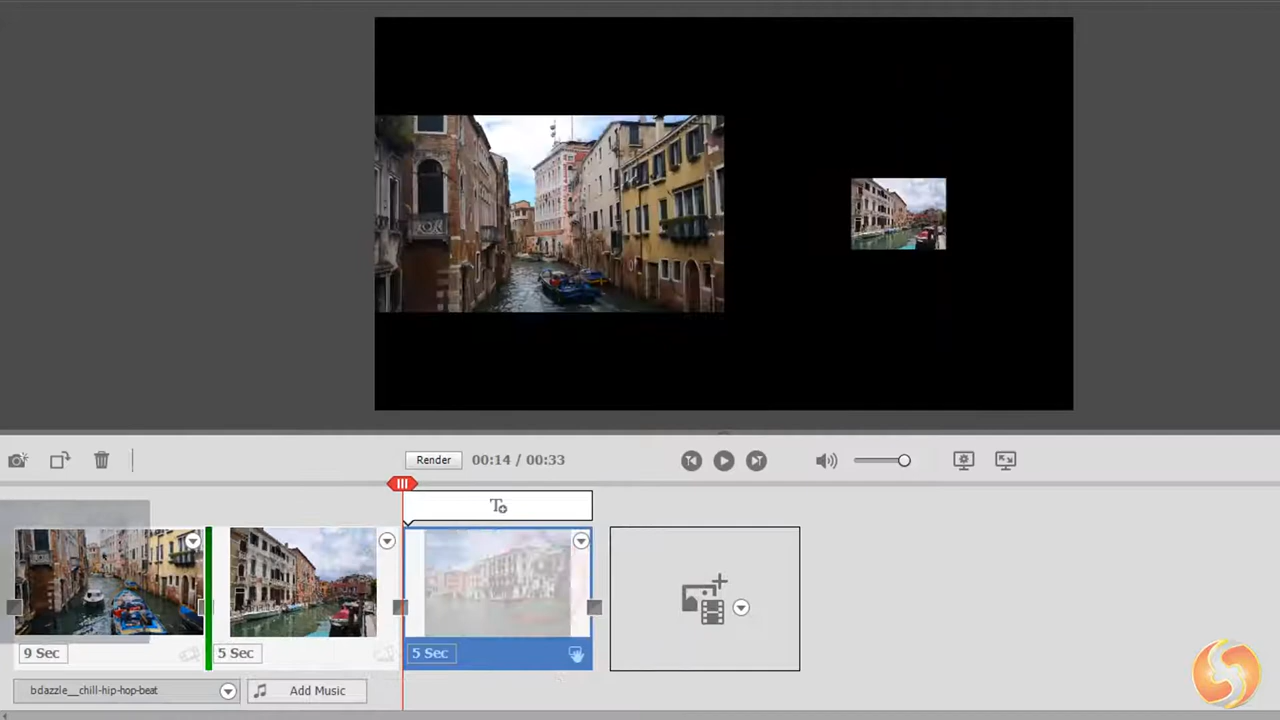 Render 00:14 / 00:33
T
9 Sec 5 Sec 5 Sec
bdazzle__chill-hip-hop-beat Add Music